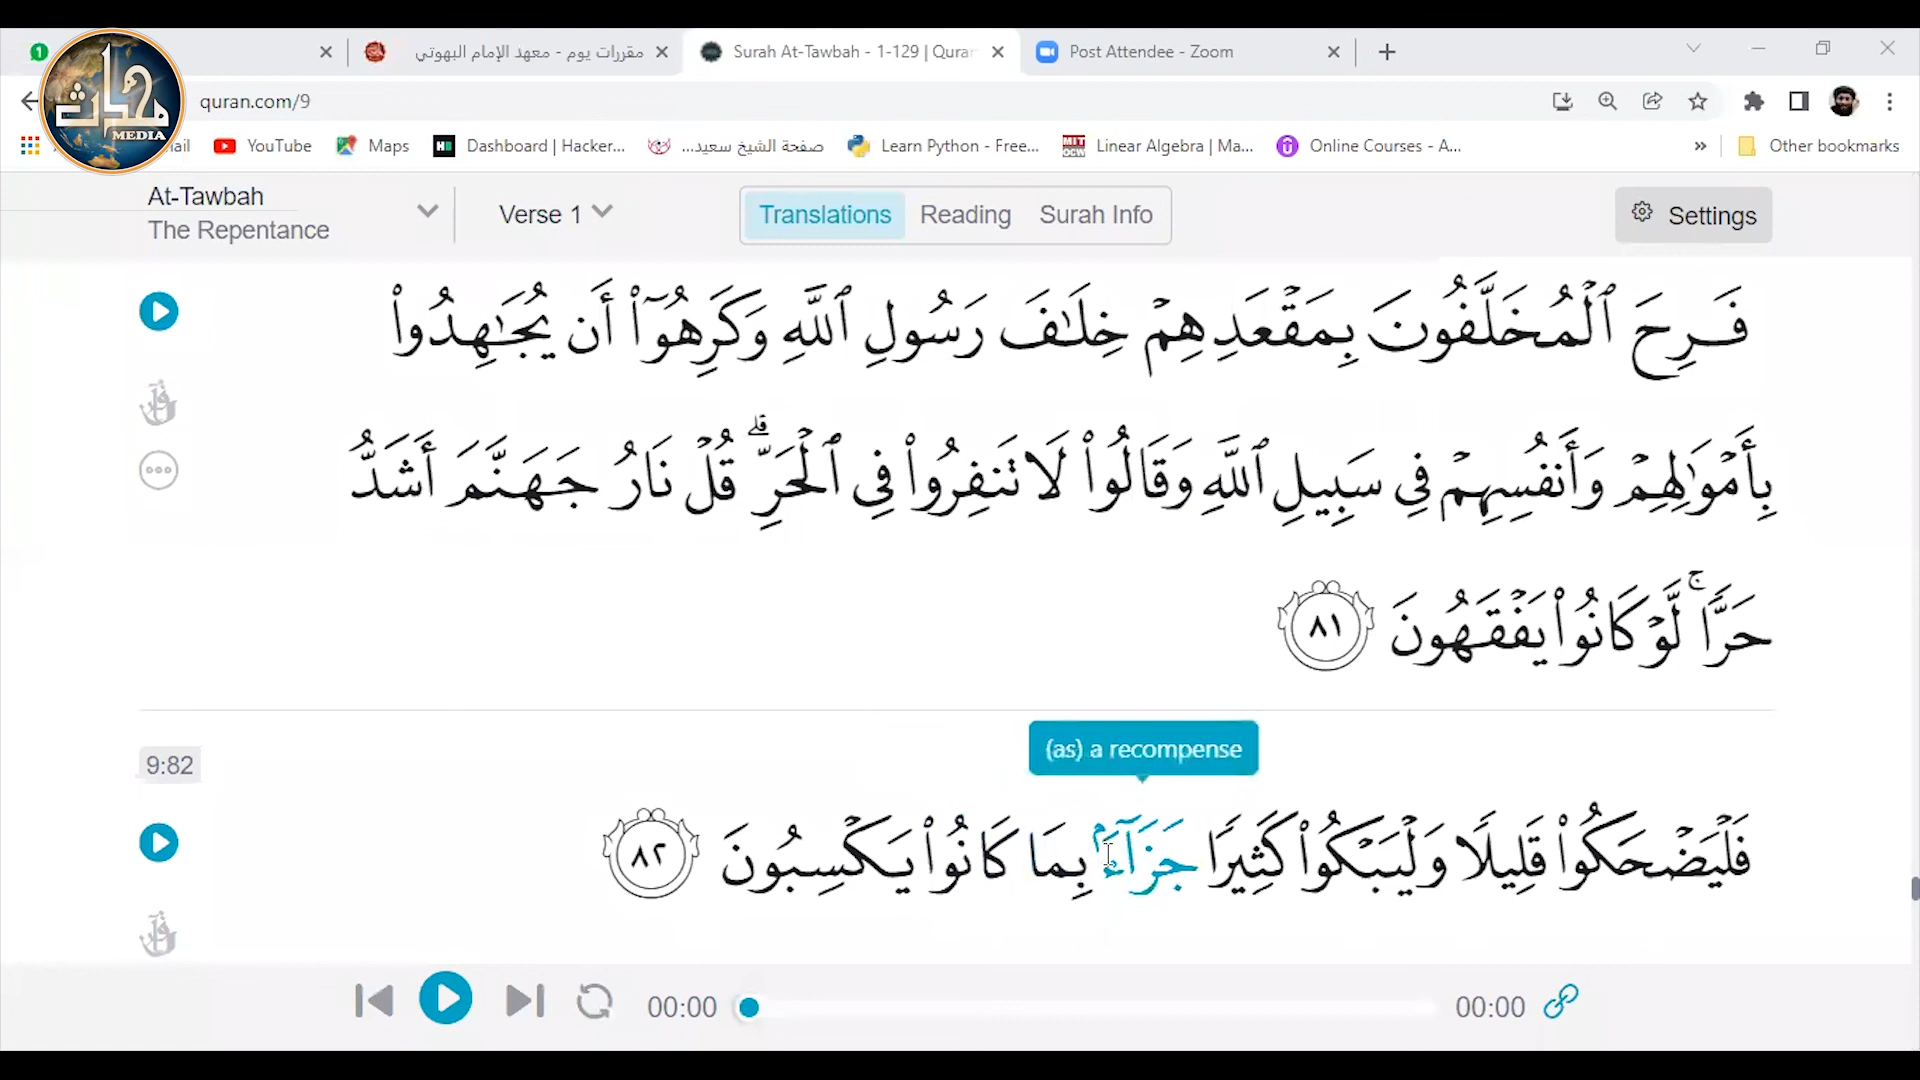 1
مقررات يوم - معهد الإمام البهوتي
Surah At-Tawbah - 1-129 | Quran
Post Attendee - Zoom
MEDIA
quran.com/9
YouTube
Maps
Dashboard | Hacker...
صفحة الشيخ سعيد...
Learn Python - Free...
Linear Algebra | Ma...
Online Courses - A...
Other bookmarks
At-Tawbah
The Repentance
Verse 1
Translations
Reading
Surah Info
Settings
فَرِحَ ٱلْمُخَلَّفُونَ بِمَقْعَدِهِمْ خِلَـٰفَ رَسُولِ ٱللَّهِ وَكَرِهُوٓا۟ أَن يُجَـٰهِدُوا۟
بِأَمْوَٰلِهِمْ وَأَنفُسِهِمْ فِى سَبِيلِ ٱللَّهِ وَقَالُوا۟ لَا تَنفِرُوا۟ فِى ٱلْحَرِّ ۗ قُلْ نَارُ جَهَنَّمَ أَشَدُّ
حَرًّا ۚ لَّوْ كَانُوا۟ يَفْقَهُونَ ٨١
(as) a recompense
9:82
فَلْيَضْحَكُوا۟ قَلِيلًا وَلْيَبْكُوا۟ كَثِيرًا جَزَآءًۢ بِمَا كَانُوا۟ يَكْسِبُونَ ٨٢
00:00
00:00